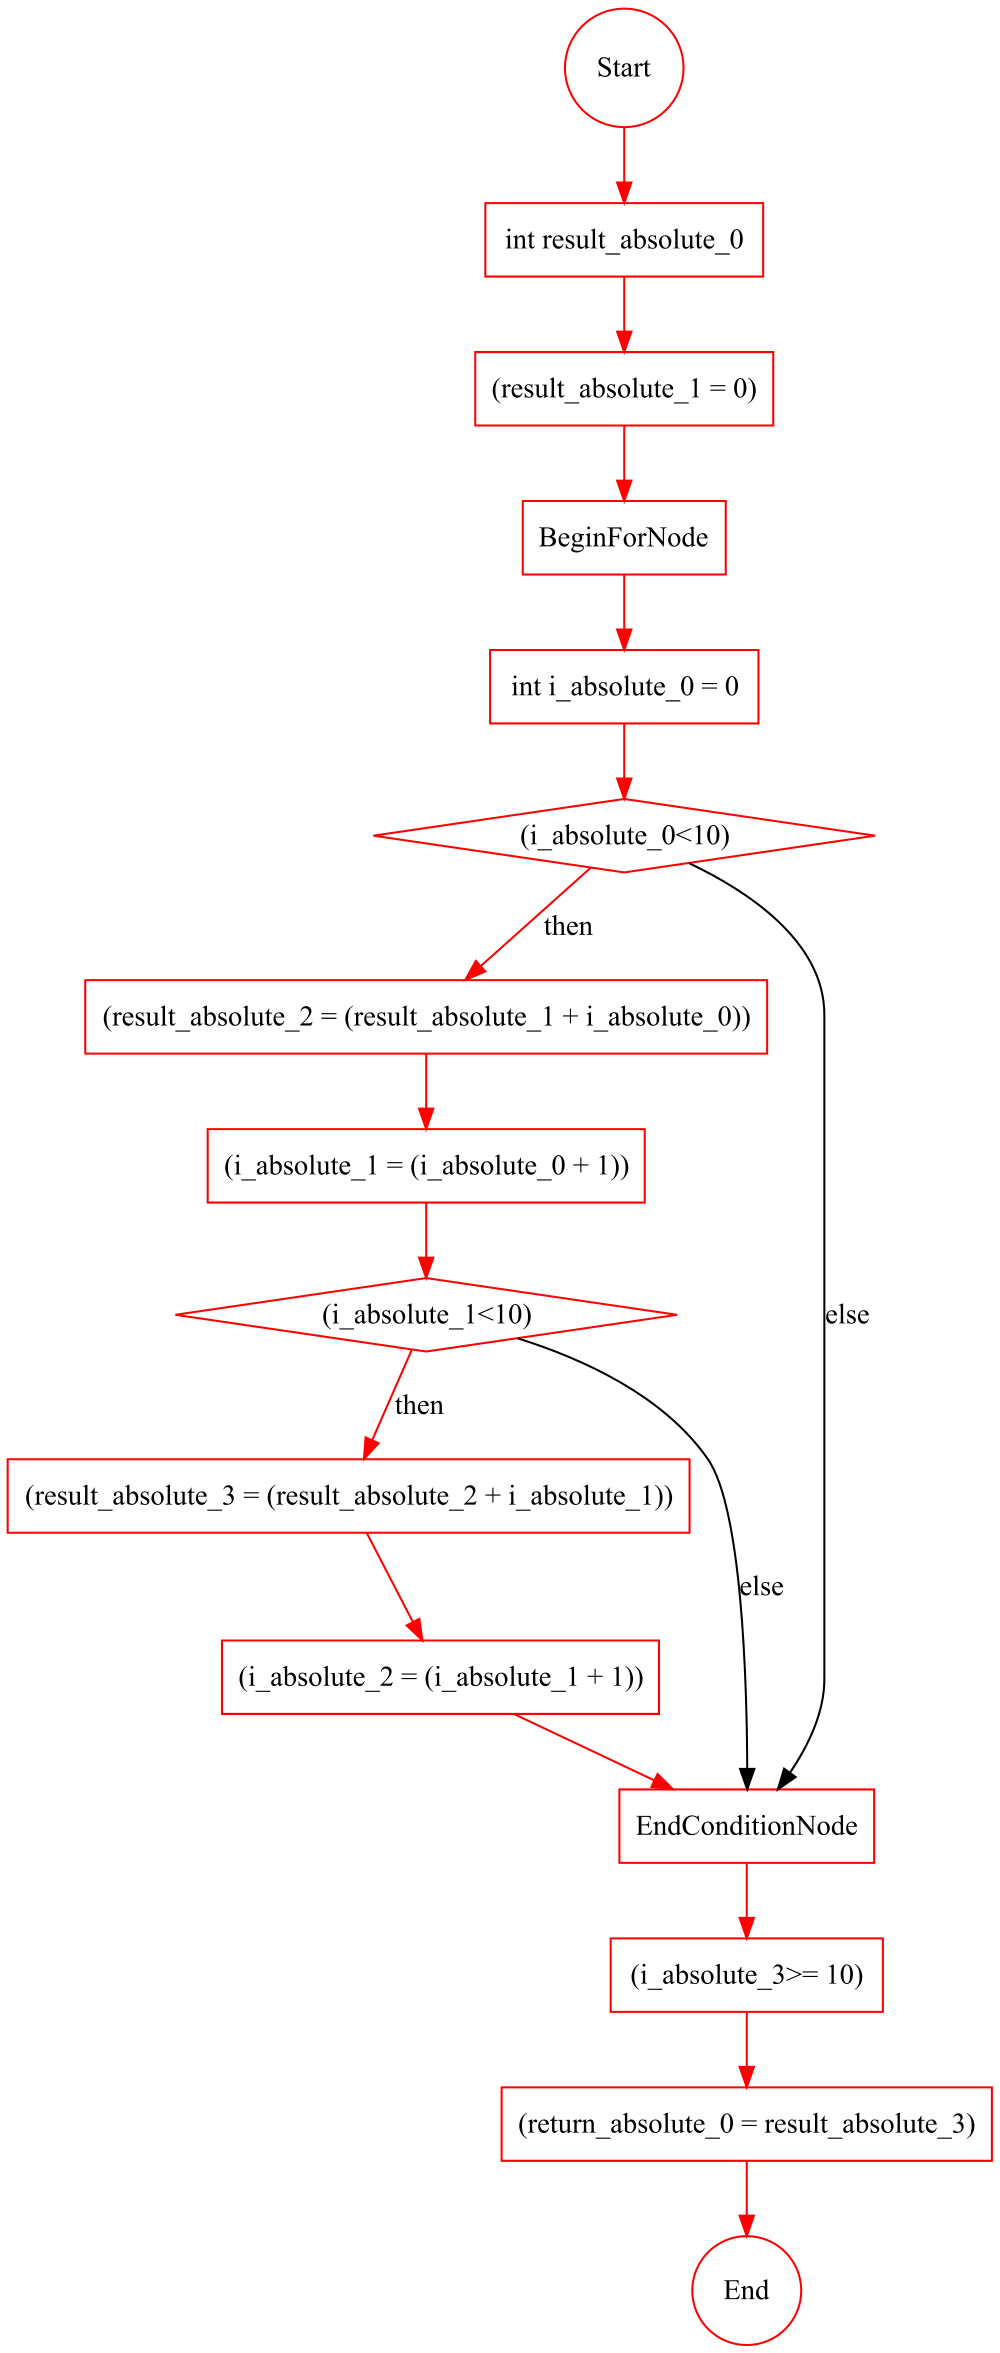 Start
int result_absolute_0
(result_absolute_1 = 0)
BeginForNode
int i_absolute_0 = 0
(i_absolute_0<10)
then
(result_absolute_2 = (result_absolute_1 + i_absolute_0))
(i_absolute_1 = (i_absolute_0 + 1))
(i_absolute_1<10)
else
then
(result_absolute_3 = (result_absolute_2 + i_absolute_1))
else
(i_absolute_2 = (i_absolute_1 + 1))
EndConditionNode
(i_absolute_3>= 10)
(return_absolute_0 = result_absolute_3)
End